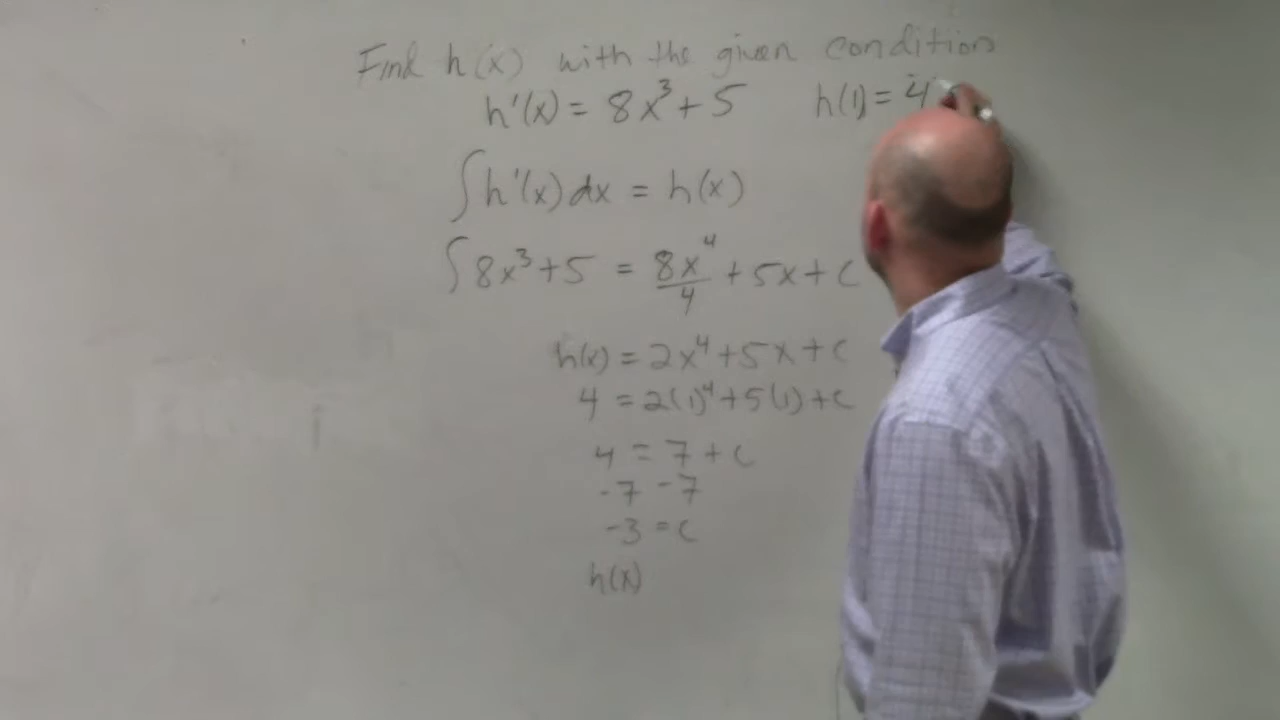 Find h(x) with the given condition
h'(x) = 8x³ + 5 h(1) = 4
∫h'(x) dx = h(x)
∫8x³+5 = 8x⁴/4 + 5x + C
h(x) = 2x⁴ + 5x + C
4 = 2(1)⁴ + 5(1) + C
4 = 7 + C
-7 -7
-3 = C
h(x)